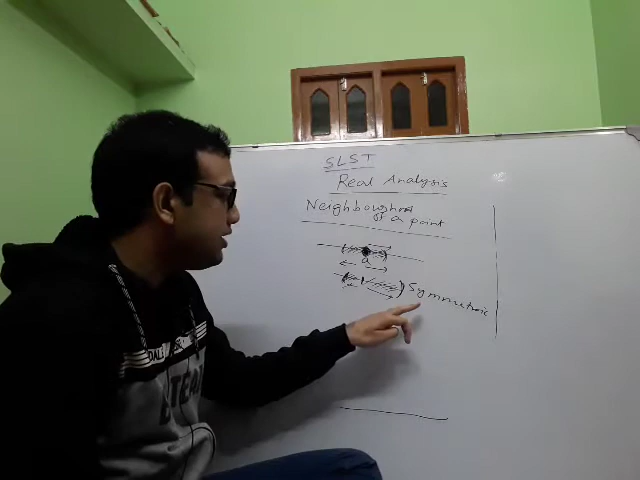 SLST
Real Analysis
Neighbourhood
of a point
a
Symmetric